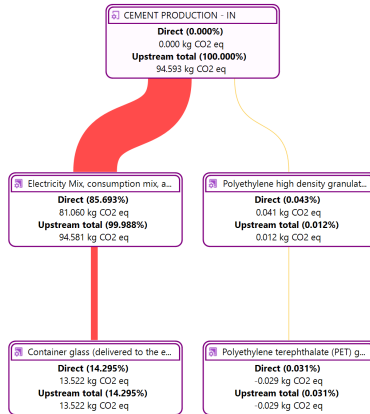 CEMENT PRODUCTION - IN
Direct (0.000%)
0.000 kg CO2 eq
Upstream total (100.000%)
94.593 kg CO2 eq
Electricity Mix, consumption mix, a...
Direct (85.693%)
81.060 kg CO2 eq
Upstream total (99.988%)
94.581 kg CO2 eq
Polyethylene high density granulat...
Direct (0.043%)
0.041 kg CO2 eq
Upstream total (0.012%)
0.012 kg CO2 eq
Container glass (delivered to the e...
Direct (14.295%)
13.522 kg CO2 eq
Upstream total (14.295%)
13.522 kg CO2 eq
Polyethylene terephthalate (PET) g...
Direct (0.031%)
-0.029 kg CO2 eq
Upstream total (0.031%)
-0.029 kg CO2 eq